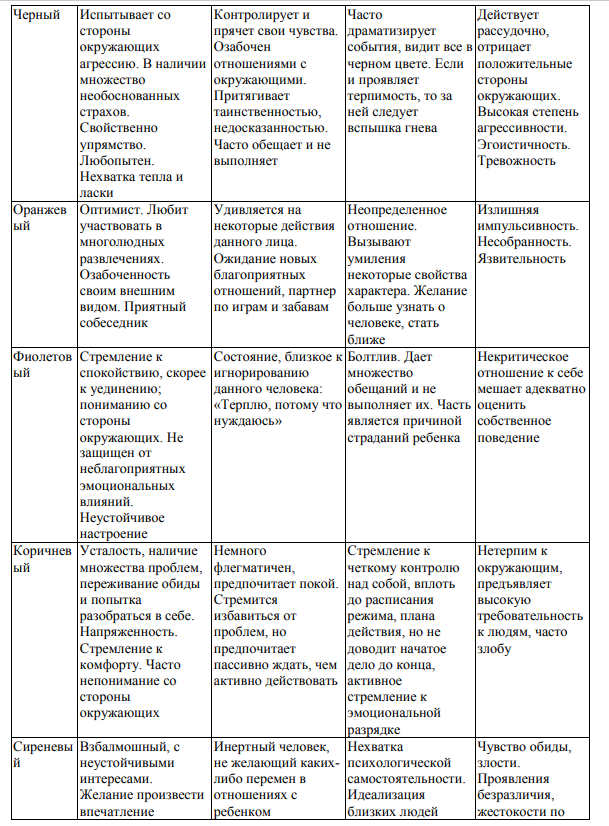 Черный
Испытывает со
стороны
окружающих
агрессию. В наличии
множество
необоснованных
страхов.
Свойственно
упрямство.
Любопытен.
Нехватка тепла и
ласки
Контролирует и
прячет свои чувства.
Озабочен
отношениями с
окружающими.
Притягивает
таинственностью,
недосказанностью.
Часто обещает и не
выполняет
Часто
драматизирует
события, видит все в
черном цвете. Если
и проявляет
терпимость, то за
ней следует
вспышка гнева
Действует
рассудочно,
отрицает
положительные
стороны
окружающих.
Высокая степень
агрессивности.
Эгоистичность.
Тревожность
Оранжев
ый
Оптимист. Любит
участвовать в
многолюдных
развлечениях.
Озабоченность
своим внешним
видом. Приятный
собеседник
Удивляется на
некоторые действия
данного лица.
Ожидание новых
благоприятных
отношений, партнер
по играм и забавам
Неопределенное
отношение.
Вызывают
умиления
некоторые свойства
характера. Желание
больше узнать о
человеке, стать
ближе
Излишняя
импульсивность.
Несобранность.
Язвительность
Фиолетов
ый
Стремление к
спокойствию, скорее
к уединению;
пониманию со
стороны
окружающих. Не
защищен от
неблагоприятных
эмоциональных
влияний.
Неустойчивое
настроение
Состояние, близкое к
игнорированию
данного человека:
«Терплю, потому что
нуждаюсь»
Болтлив. Дает
множество
обещаний и не
выполняет их. Часть
является причиной
страданий ребенка
Некритическое
отношение к себе
мешает адекватно
оценить
собственное
поведение
Коричнев
ый
Усталость, наличие
множества проблем,
переживание обиды
и попытка
разобраться в себе.
Напряженность.
Стремление к
комфорту. Часто
непонимание со
стороны
окружающих
Немного
флегматичен,
предпочитает покой.
Стремится
избавиться от
проблем, но
предпочитает
пассивно ждать, чем
активно действовать
Стремление к
четкому контролю
над собой, вплоть
до расписания
режима, плана
действия, но не
доводит начатое
дело до конца,
активное
стремление к
эмоциональной
разрядке
Нетерпим к
окружающим,
предъявляет
высокую
требовательность
к людям, часто
злобу
Сиреневы
й
Взбалмошный, с
неустойчивыми
интересами.
Желание произвести
впечатление
Инертный человек,
не желающий каких-
либо перемен в
отношениях с
ребенком
Нехватка
психологической
самостоятельности.
Идеализация
близких людей
Чувство обиды,
злости.
Проявления
безразличия,
жестокости по